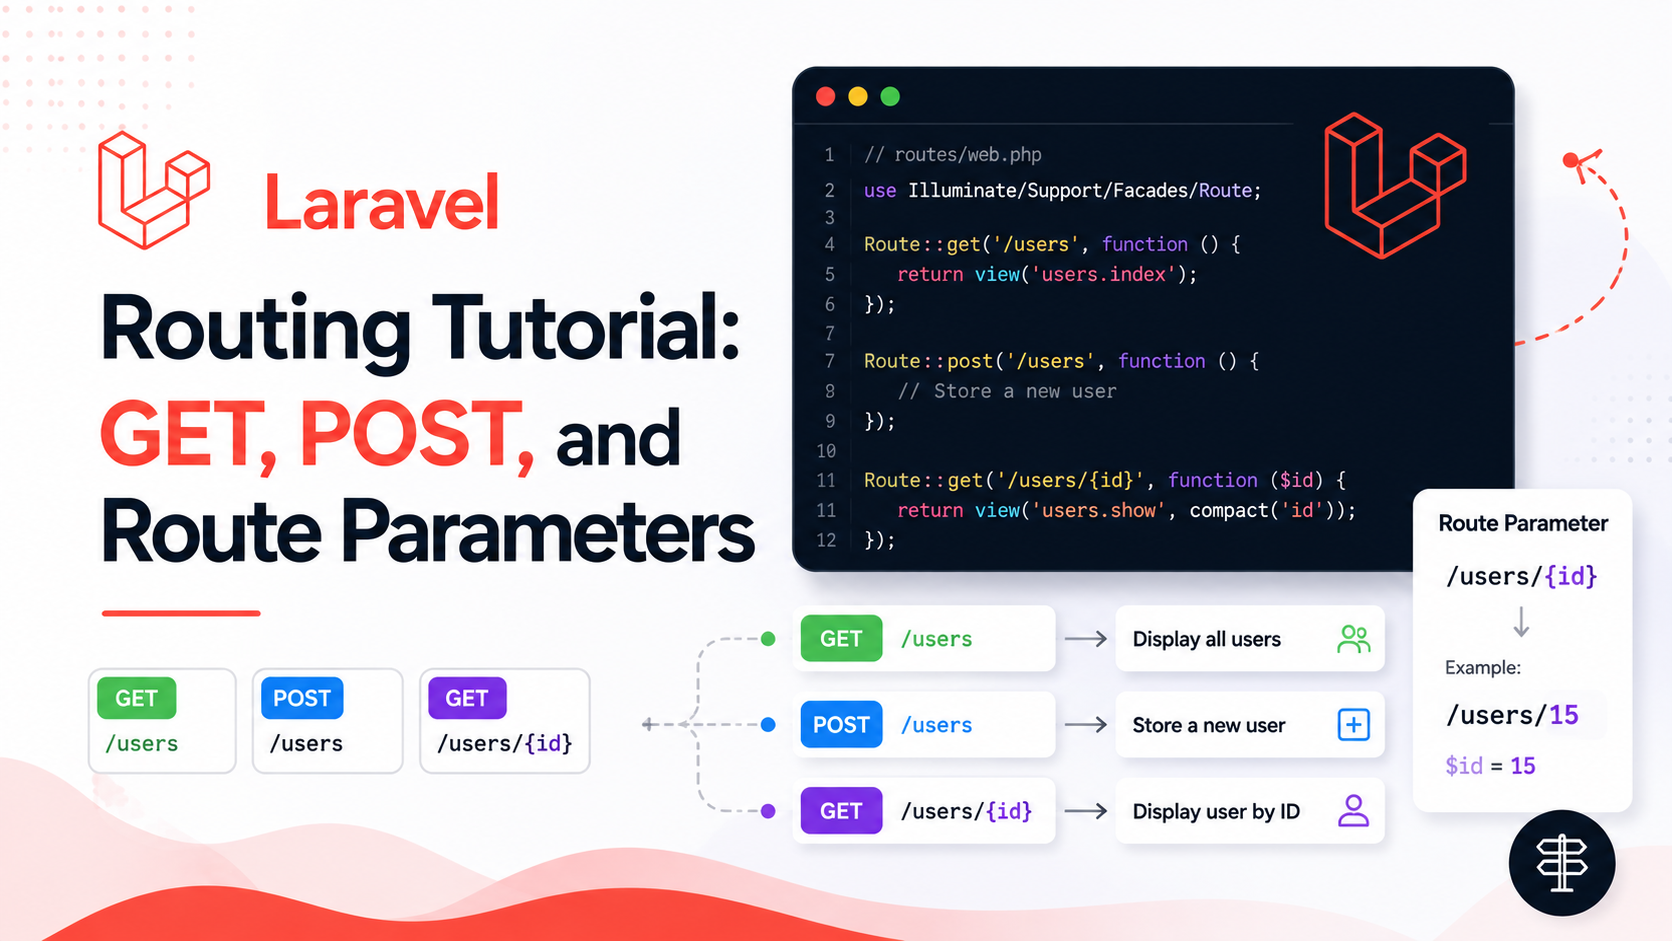 Laravel
Routing Tutorial:
GET, POST, and
Route Parameters
GET
/users
POST
/users
GET
/users/{id}
1 // routes/web.php
2 use Illuminate/Support/Facades/Route;
3
4 Route::get('/users', function () {
5 return view('users.index');
6 });
7
7 Route::post('/users', function () {
8 // Store a new user
9 });
10
11 Route::get('/users/{id}', function ($id) {
11 return view('users.show', compact('id'));
12 });
GET /users Display all users
POST /users Store a new user
GET /users/{id} Display user by ID
Route Parameter
/users/{id}
Example:
/users/15
$id = 15